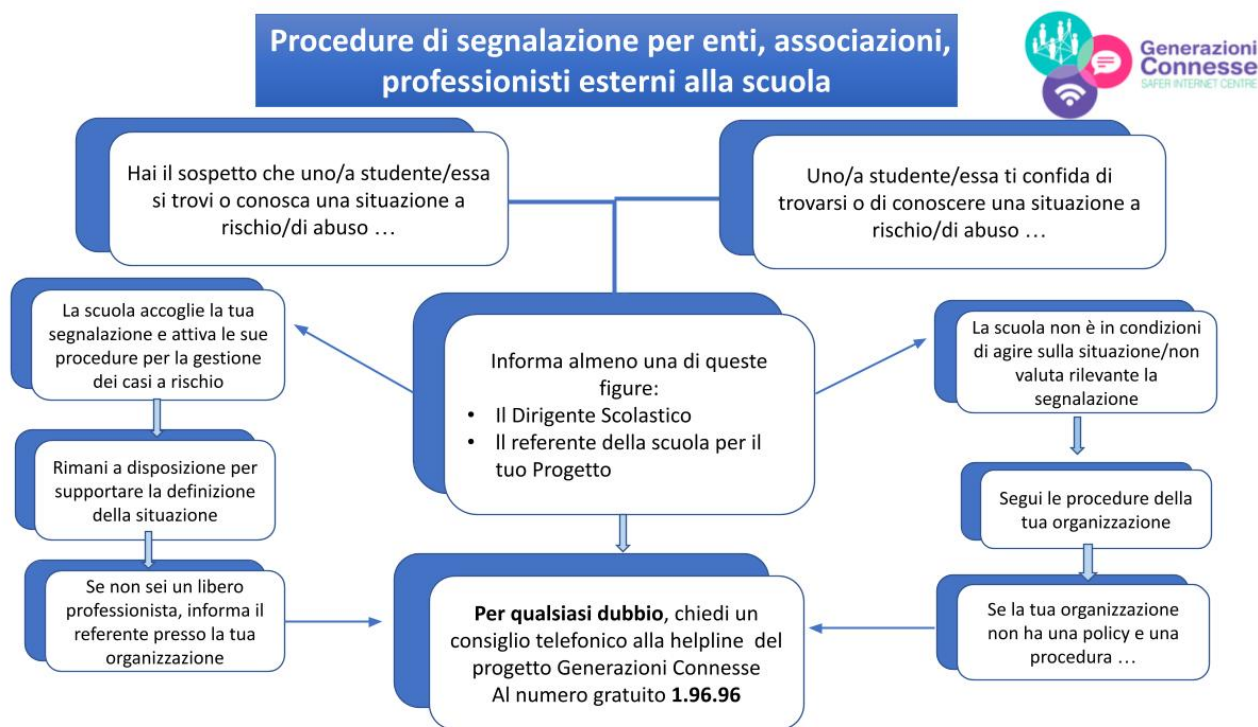 Procedure di segnalazione per enti, associazioni,
professionisti esterni alla scuola
Generazioni
Connesse
SAFER INTERNET CENTRE
Hai il sospetto che uno/a studente/essa
si trovi o conosca una situazione a
rischio/di abuso …
Uno/a studente/essa ti confida di
trovarsi o di conoscere una situazione a
rischio/di abuso …
La scuola accoglie la tua
segnalazione e attiva le sue
procedure per la gestione
dei casi a rischio
Informa almeno una di queste
figure:
• Il Dirigente Scolastico
• Il referente della scuola per il
tuo Progetto
La scuola non è in condizioni
di agire sulla situazione/non
valuta rilevante la
segnalazione
Rimani a disposizione per
supportare la definizione
della situazione
Segui le procedure della
tua organizzazione
Se non sei un libero
professionista, informa il
referente presso la tua
organizzazione
Per qualsiasi dubbio, chiedi un
consiglio telefonico alla helpline del
progetto Generazioni Connesse
Al numero gratuito 1.96.96
Se la tua organizzazione
non ha una policy e una
procedura …